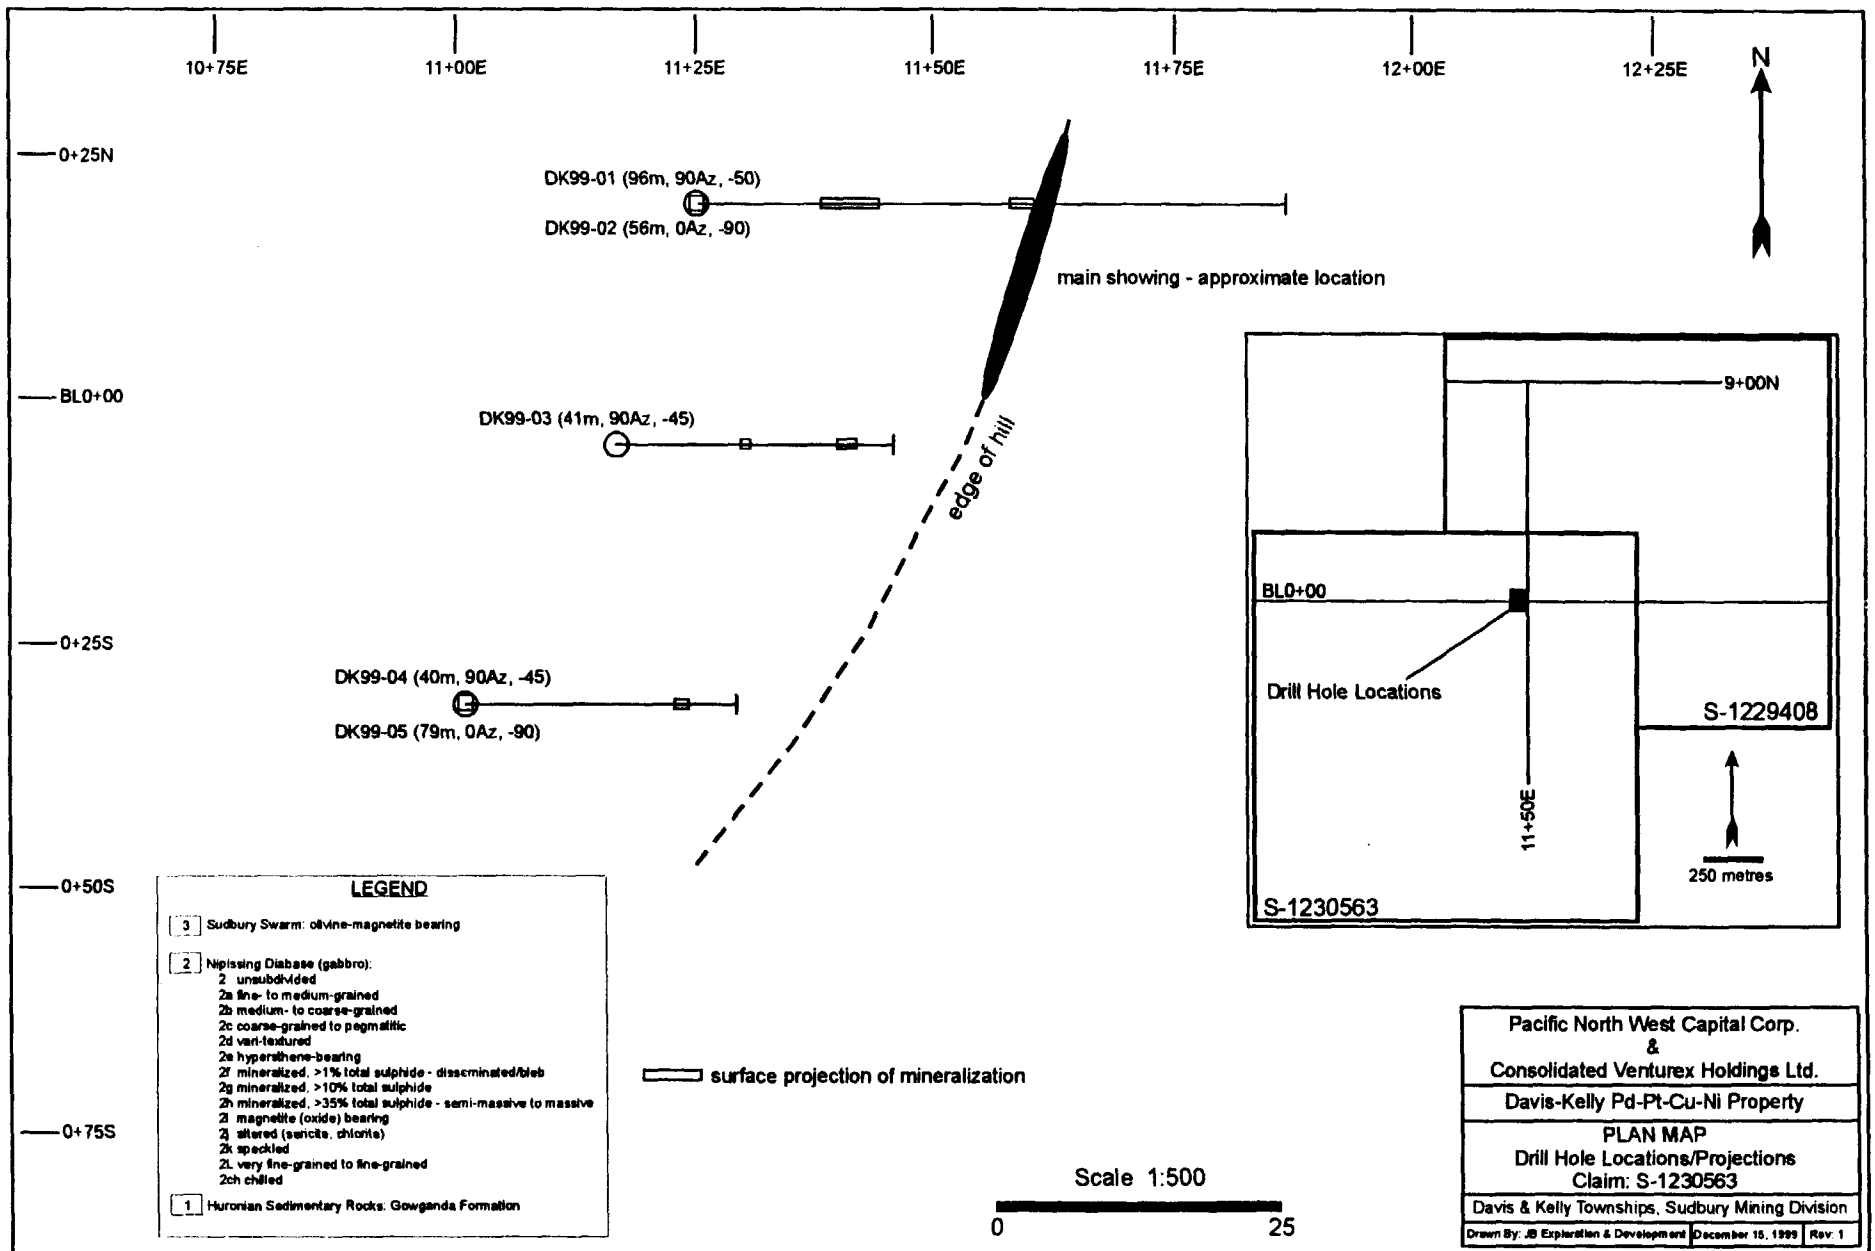 10+75E 11+00E 11+25E 11+50E 11+75E 12+00E 12+25E
N
0+25N
DK99-01 (96m, 90Az, -50)
DK99-02 (56m, 0Az, -90)
main showing - approximate location
BL0+00
DK99-03 (41m, 90Az, -45)
edge of hill
0+25S
DK99-04 (40m, 90Az, -45)
DK99-05 (79m, 0Az, -90)
0+50S
0+75S
9+00N
BL0+00
Drill Hole Locations
S-1229408
11+50E
250 metres
S-1230563
LEGEND
3 Sudbury Swarm: olivine-magnetite bearing
2 Nipissing Diabase (gabbro):
2 unsubdivided
2a fine- to medium-grained
2b medium- to coarse-grained
2c coarse-grained to pegmatitic
2d vari-textured
2e hypersthene-bearing
2f mineralized, >1% total sulphide - disseminated/bleb
2g mineralized, >10% total sulphide
2h mineralized, >35% total sulphide - semi-massive to massive
2i magnetite (oxide) bearing
2j altered (sericite, chlorite)
2k speckled
2L very fine-grained to fine-grained
2ch chilled
1 Huronian Sedimentary Rocks: Gowganda Formation
surface projection of mineralization
Scale 1:500
0 25
Pacific North West Capital Corp.
&
Consolidated Venturex Holdings Ltd.
Davis-Kelly Pd-Pt-Cu-Ni Property
PLAN MAP
Drill Hole Locations/Projections
Claim: S-1230563
Davis & Kelly Townships, Sudbury Mining Division
Drawn By: JB Exploration & Development December 15, 1999 Rev: 1